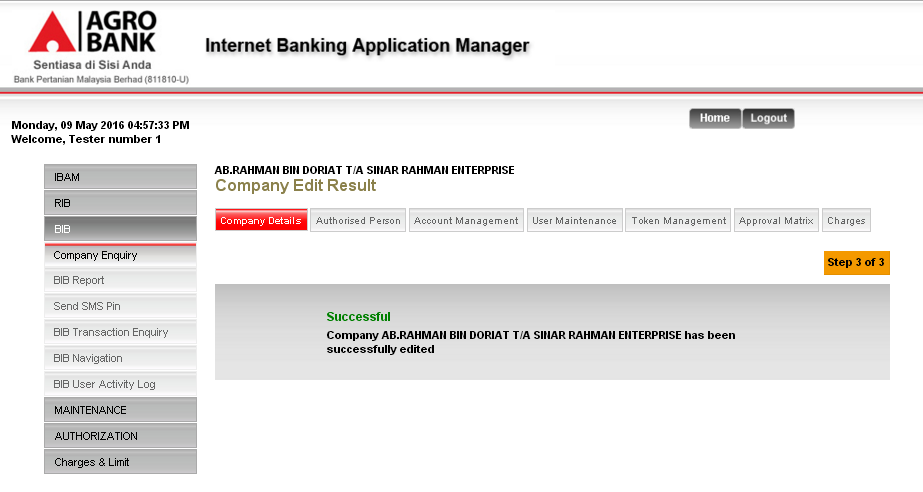 AGRO
BANK
Sentiasa di Sisi Anda
Bank Pertanian Malaysia Berhad (811810-U)
Internet Banking Application Manager
Monday, 09 May 2016 04:57:33 PM
Welcome, Tester number 1
Home
Logout
IBAM
RIB
BIB
Company Enquiry
BIB Report
Send SMS Pin
BIB Transaction Enquiry
BIB Navigation
BIB User Activity Log
MAINTENANCE
AUTHORIZATION
Charges & Limit
AB.RAHMAN BIN DORIAT T/A SINAR RAHMAN ENTERPRISE
Company Edit Result
Company Details
Authorised Person
Account Management
User Maintenance
Token Management
Approval Matrix
Charges
Step 3 of 3
Successful
Company AB.RAHMAN BIN DORIAT T/A SINAR RAHMAN ENTERPRISE has been
successfully edited